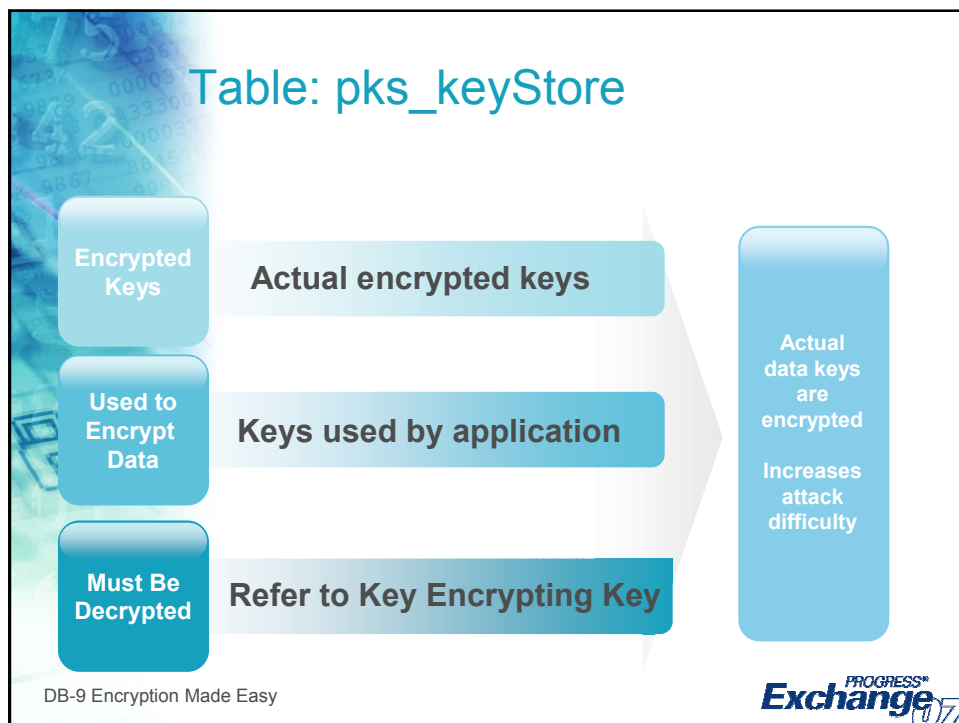 Table: pks_keyStore
Encrypted
Keys
Actual encrypted keys
Used to
Encrypt
Data
Keys used by application
Must Be
Decrypted
Refer to Key Encrypting Key
Actual
data keys
are
encrypted
Increases
attack
difficulty
DB-9 Encryption Made Easy
PROGRESS®
Exchange 07